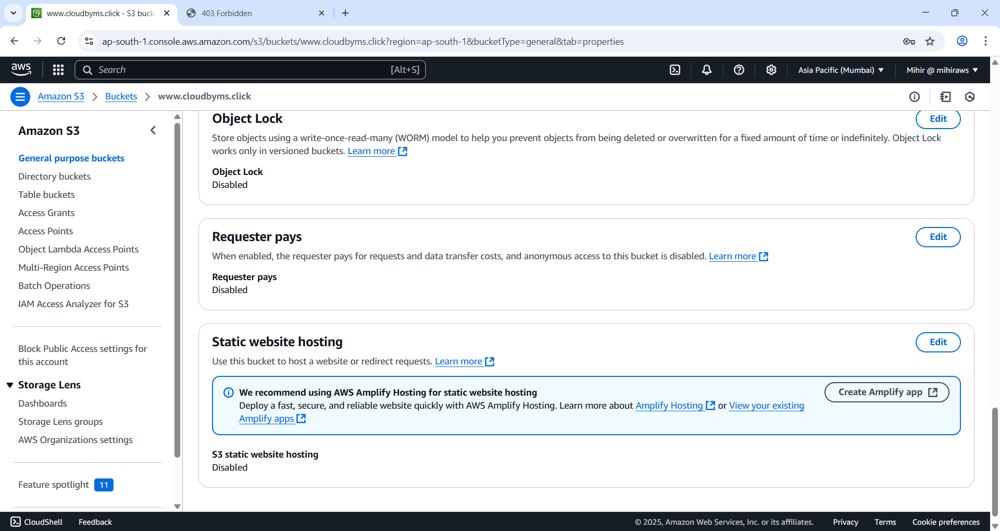 www.cloudbyms.click - S3 buck
403 Forbidden
ap-south-1.console.aws.amazon.com/s3/buckets/www.cloudbyms.click?region=ap-south-1&bucketType=general&tab=properties
aws
Search
[Alt+S]
Asia Pacific (Mumbai)
Mihir @ mihiraws
Amazon S3
Buckets
www.cloudbyms.click
Amazon S3
General purpose buckets
Directory buckets
Table buckets
Access Grants
Access Points
Object Lambda Access Points
Multi-Region Access Points
Batch Operations
IAM Access Analyzer for S3
Block Public Access settings for
this account
Storage Lens
Dashboards
Storage Lens groups
AWS Organizations settings
Feature spotlight 11
Object Lock
Edit
Store objects using a write-once-read-many (WORM) model to help you prevent objects from being deleted or overwritten for a fixed amount of time or indefinitely. Object Lock
works only in versioned buckets. Learn more
Object Lock
Disabled
Requester pays
Edit
When enabled, the requester pays for requests and data transfer costs, and anonymous access to this bucket is disabled. Learn more
Requester pays
Disabled
Static website hosting
Edit
Use this bucket to host a website or redirect requests. Learn more
We recommend using AWS Amplify Hosting for static website hosting
Deploy a fast, secure, and reliable website quickly with AWS Amplify Hosting. Learn more about Amplify Hosting or View your existing
Amplify apps
Create Amplify app
S3 static website hosting
Disabled
CloudShell
Feedback
© 2025, Amazon Web Services, Inc. or its affiliates.
Privacy
Terms
Cookie preferences